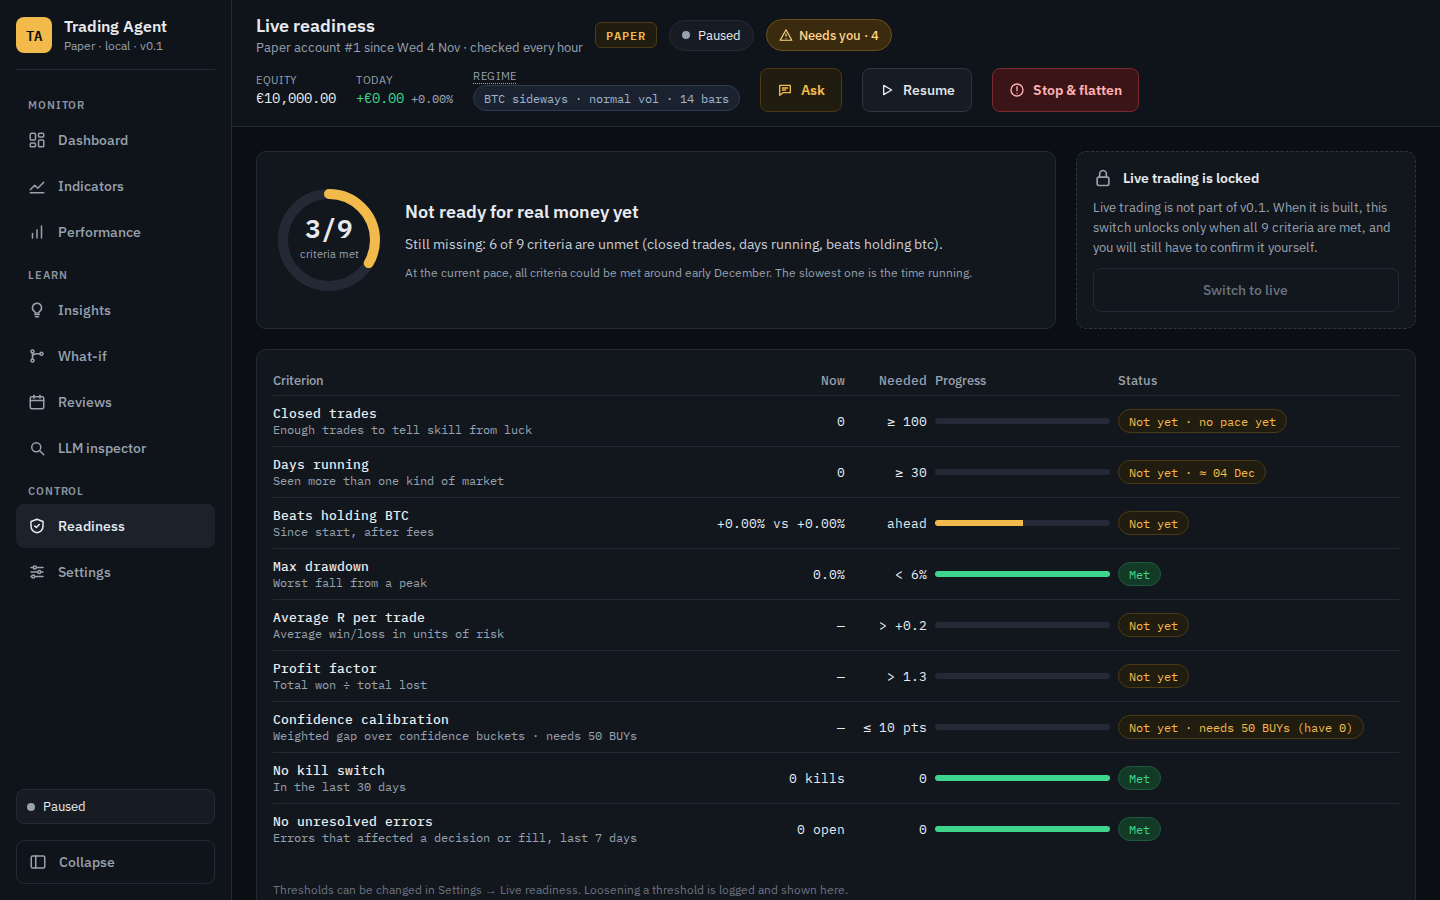 TA
Trading Agent
Paper · local · v0.1
MONITOR
Dashboard
Indicators
Performance
LEARN
Insights
What-if
Reviews
LLM inspector
CONTROL
Readiness
Settings
Paused
Collapse
Live readiness
Paper account #1 since Wed 4 Nov · checked every hour
PAPER
Paused
Needs you · 4
EQUITY
€10,000.00
TODAY
+€0.00 +0.00%
REGIME
BTC sideways · normal vol · 14 bars
Ask
Resume
Stop & flatten
3/9
criteria met
Not ready for real money yet
Still missing: 6 of 9 criteria are unmet (closed trades, days running, beats holding btc).
At the current pace, all criteria could be met around early December. The slowest one is the time running.
Live trading is locked
Live trading is not part of v0.1. When it is built, this
switch unlocks only when all 9 criteria are met, and
you will still have to confirm it yourself.
Switch to live
Criterion Now Needed Progress Status
Closed trades 0 ≥ 100 Not yet · no pace yet
Enough trades to tell skill from luck
Days running 0 ≥ 30 Not yet · ≈ 04 Dec
Seen more than one kind of market
Beats holding BTC +0.00% vs +0.00% ahead Not yet
Since start, after fees
Max drawdown 0.0% < 6% Met
Worst fall from a peak
Average R per trade — > +0.2 Not yet
Average win/loss in units of risk
Profit factor — > 1.3 Not yet
Total won ÷ total lost
Confidence calibration — ≤ 10 pts Not yet · needs 50 BUYs (have 0)
Weighted gap over confidence buckets · needs 50 BUYs
No kill switch 0 kills 0 Met
In the last 30 days
No unresolved errors 0 open 0 Met
Errors that affected a decision or fill, last 7 days
Thresholds can be changed in Settings → Live readiness. Loosening a threshold is logged and shown here.